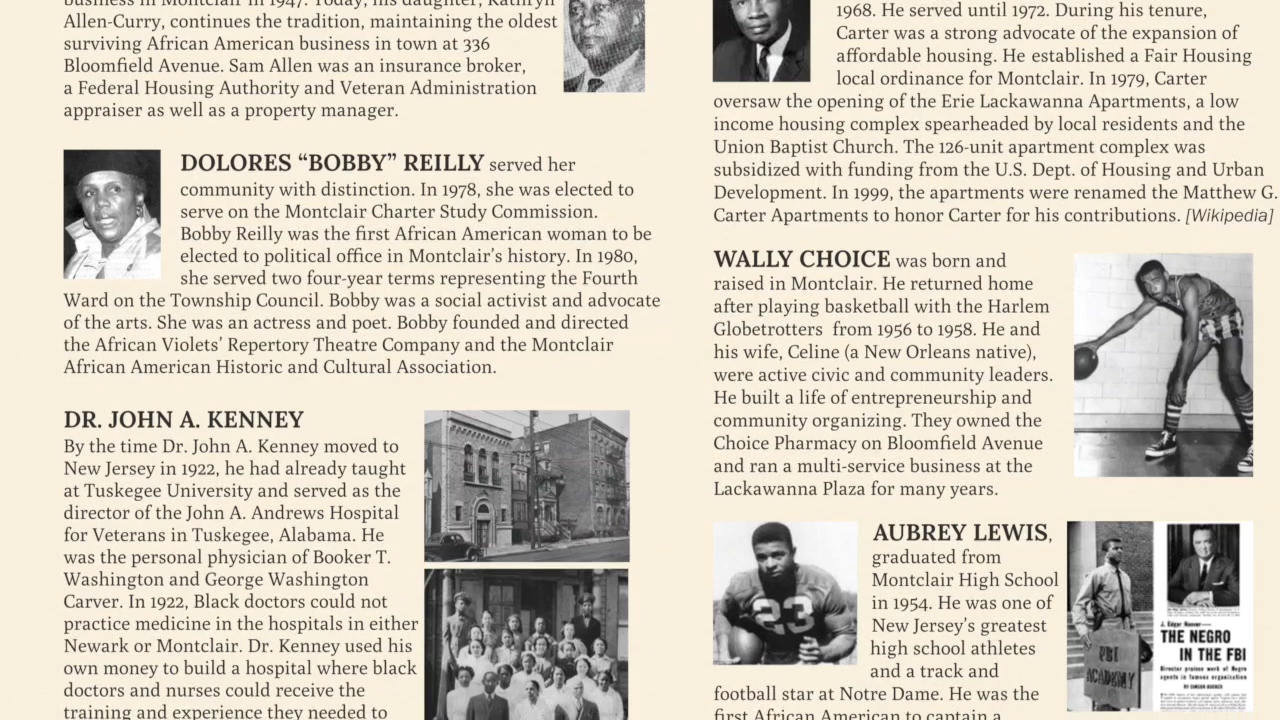 business in Montclair in 1947. Today, his daughter, Kathryn
Allen-Curry, continues the tradition, maintaining the oldest
surviving African American business in town at 336
Bloomfield Avenue. Sam Allen was an insurance broker,
a Federal Housing Authority and Veteran Administration
appraiser as well as a property manager.
DOLORES “BOBBY” REILLY served her
community with distinction. In 1978, she was elected to
serve on the Montclair Charter Study Commission.
Bobby Reilly was the first African American woman to be
elected to political office in Montclair’s history. In 1980,
she served two four-year terms representing the Fourth
Ward on the Township Council. Bobby was a social activist and advocate
of the arts. She was an actress and poet. Bobby founded and directed
the African Violets’ Repertory Theatre Company and the Montclair
African American Historic and Cultural Association.
DR. JOHN A. KENNEY
By the time Dr. John A. Kenney moved to
New Jersey in 1922, he had already taught
at Tuskegee University and served as the
director of the John A. Andrews Hospital
for Veterans in Tuskegee, Alabama. He
was the personal physician of Booker T.
Washington and George Washington
Carver. In 1922, Black doctors could not
practice medicine in the hospitals of either
Newark or Montclair. Dr. Kenney used his
own money to build a hospital where black
doctors and nurses could receive the
training and experience they needed to
1968. He served until 1972. During his tenure,
Carter was a strong advocate of the expansion of
affordable housing. He established a Fair Housing
local ordinance for Montclair. In 1979, Carter
oversaw the opening of the Erie Lackawanna Apartments, a low
income housing complex spearheaded by local residents and the
Union Baptist Church. The 126-unit apartment complex was
subsidized with funding from the U.S. Dept. of Housing and Urban
Development. In 1999, the apartments were renamed the Matthew G.
Carter Apartments to honor Carter for his contributions. [Wikipedia]
WALLY CHOICE was born and
raised in Montclair. He returned home
after playing basketball with the Harlem
Globetrotters from 1956 to 1958. He and
his wife, Celine (a New Orleans native),
were active civic and community leaders.
He built a life of entrepreneurship and
community organizing. They owned the
Choice Pharmacy on Bloomfield Avenue
and ran a multi-service business at the
Lackawanna Plaza for many years.
AUBREY LEWIS,
graduated from
Montclair High School
in 1954. He was one of
New Jersey’s greatest
high school athletes
and a track and
football star at Notre Dame. He was the
first African American
33
FBI
ACADEMY
J. Edgar Hoover—
THE NEGRO
IN THE FBI
Director praises work of Negro
agents in famous organization
BY SIMEON BOOKER